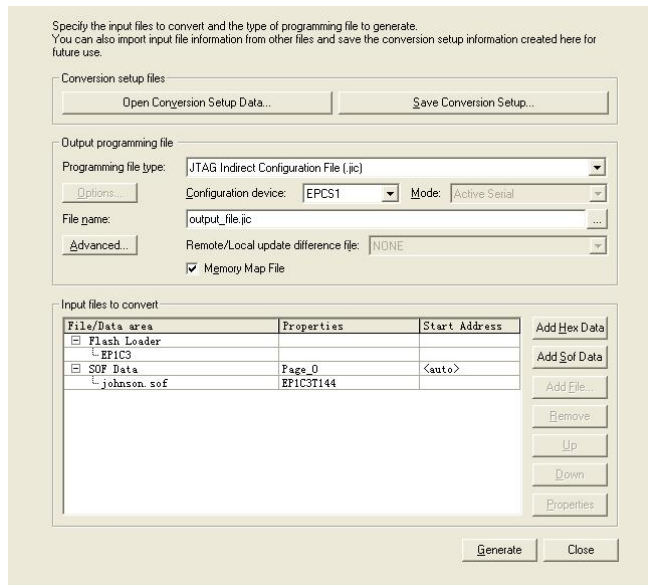 Specify the input files to convert and the type of programming file to generate.
You can also import input file information from other files and save the conversion setup information created here for
future use.
Conversion setup files
Open Conversion Setup Data...
Save Conversion Setup...
Output programming file
Programming file type:
JTAG Indirect Configuration File (.jic)
Options...
Configuration device:
EPCS1
Mode:
Active Serial
File name:
output_file.jic
...
Advanced...
Remote/Local update difference file:
NONE
Memory Map File
Input files to convert
File/Data area Properties Start Address
Flash Loader
EP1C3
SOF Data Page_0 <auto>
johnson.sof EP1C3T144
Add Hex Data
Add Sof Data
Add File...
Remove
Up
Down
Properties
Generate
Close